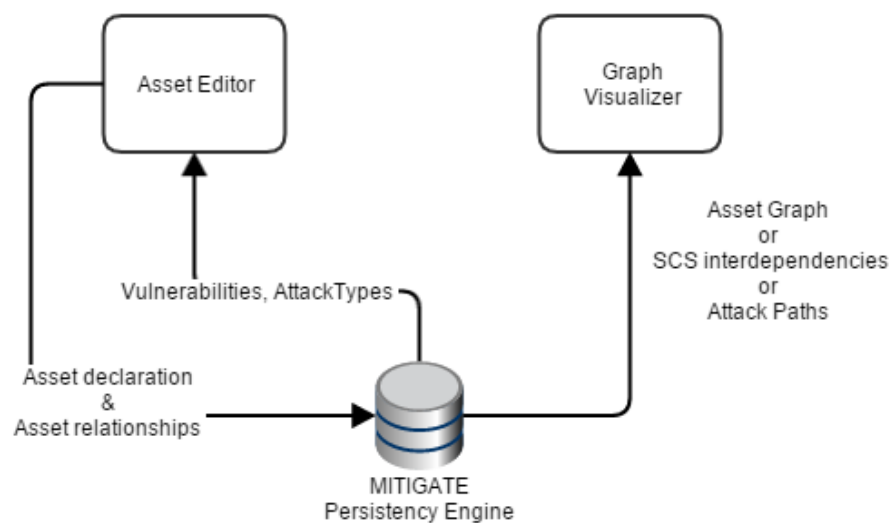 Asset Editor
Graph
Visualizer
Asset Graph
or
SCS interdependencies
or
Attack Paths
Vulnerabilities, AttackTypes
Asset declaration
&
Asset relationships
MITIGATE
Persistency Engine